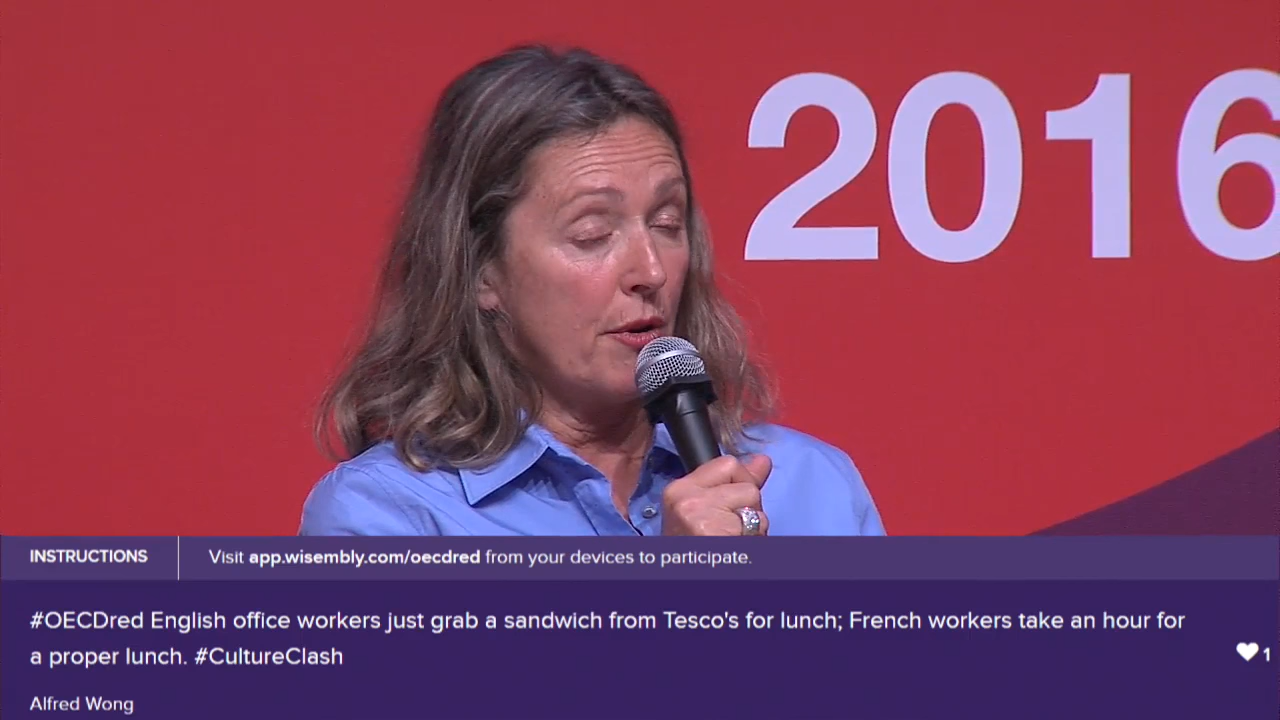 2016
INSTRUCTIONS
Visit app.wisembly.com/oecdred from your devices to participate.
#OECDred English office workers just grab a sandwich from Tesco's for lunch; French workers take an hour for
a proper lunch. #CultureClash
1
Alfred Wong